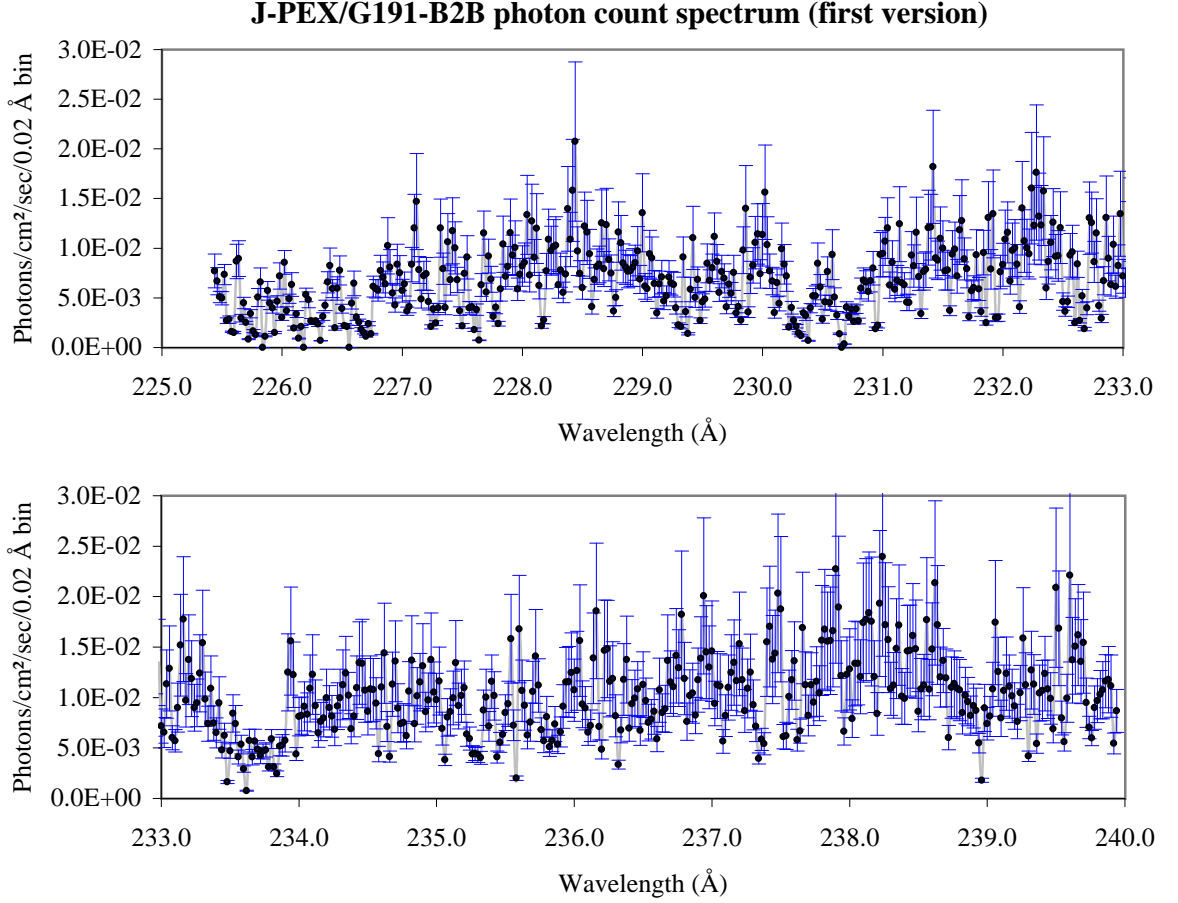 J-PEX/G191-B2B photon count spectrum (first version)
Photons/cm²/sec/0.02 Å bin
3.0E-02
2.5E-02
2.0E-02
1.5E-02
1.0E-02
5.0E-03
0.0E+00
225.0 226.0 227.0 228.0 229.0 230.0 231.0 232.0 233.0
Wavelength (Å)
Photons/cm²/sec/0.02 Å bin
3.0E-02
2.5E-02
2.0E-02
1.5E-02
1.0E-02
5.0E-03
0.0E+00
233.0 234.0 235.0 236.0 237.0 238.0 239.0 240.0
Wavelength (Å)